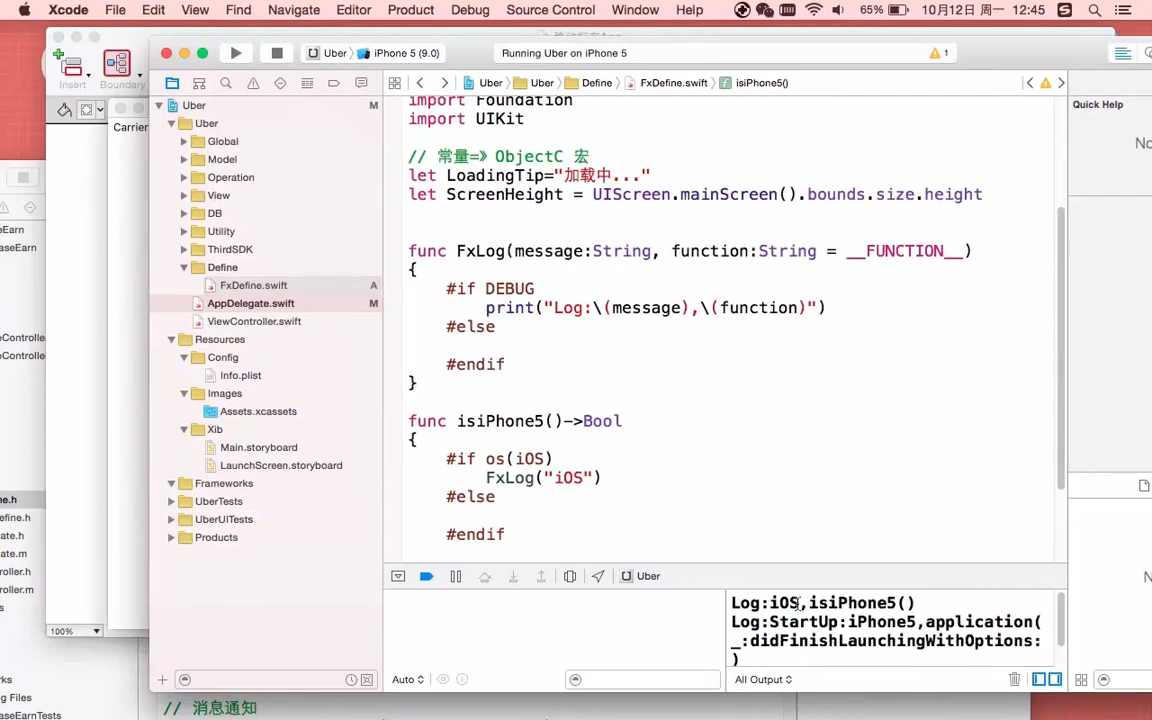 Xcode File Edit View Find Navigate Editor Product Debug Source Control Window Help 65% 10月12日 周一 12:45
Uber iPhone 5 (9.0) Running Uber on iPhone 5 1
Insert Boundary
Uber Uber Define FxDefine.swift isiPhone5()
Quick Help
No
Carrier
Uber M
Uber
Global
Model
Operation
View
DB
Utility
ThirdSDK
Define
FxDefine.swift A
AppDelegate.swift M
ViewController.swift
Resources
Config
Info.plist
Images
Assets.xcassets
Xib
Main.storyboard
LaunchScreen.storyboard
Frameworks
UberTests
UberUITests
Products
import Foundation
import UIKit
// 常量=》ObjectC 宏
let LoadingTip="加载中..."
let ScreenHeight = UIScreen.mainScreen().bounds.size.height
func FxLog(message:String, function:String = __FUNCTION__)
{
#if DEBUG
print("Log:\(message),\(function)")
#else
#endif
}
func isiPhone5()->Bool
{
#if os(iOS)
FxLog("iOS")
#else
#endif
Uber
Log:iOS,isiPhone5()
Log:StartUp:iPhone5,application(
_:didFinishLaunchingWithOptions:
)
Auto
All Output
100%
// 消息通知